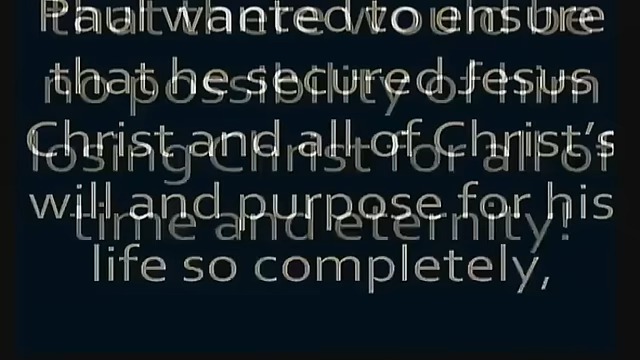 Paul wanted to ensure
that he secured Jesus
Christ and all of Christ's
will and purpose for his
life so completely,
that there would be
no possibility of him
losing Christ for all of
time and eternity!